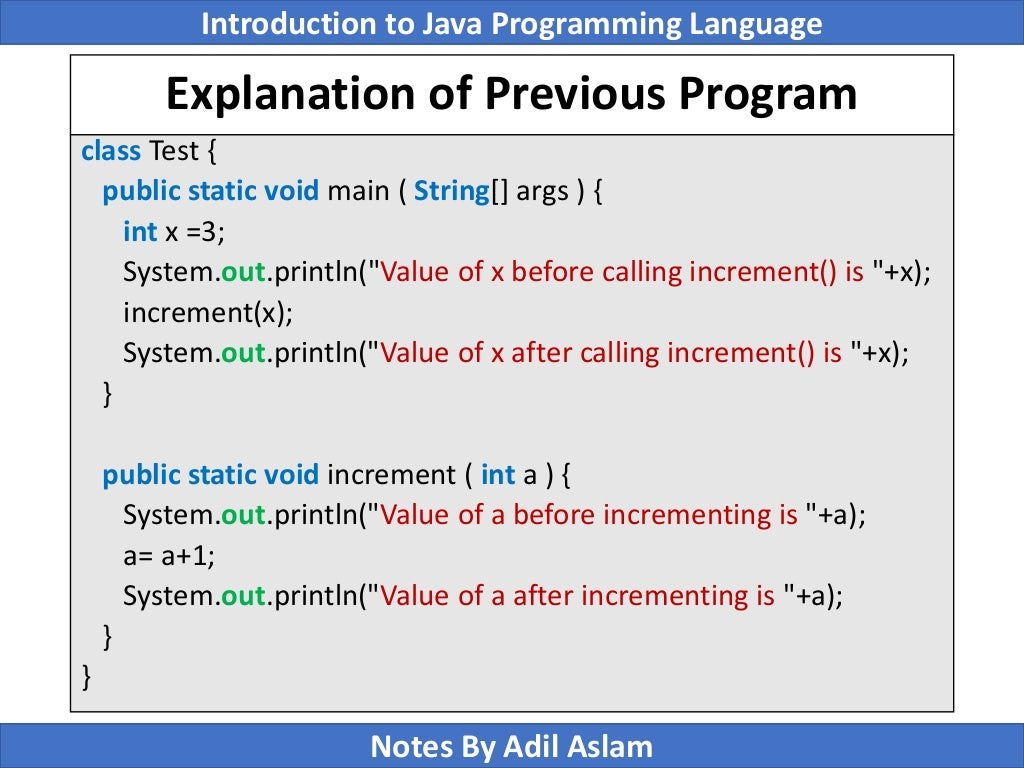 Introduction to Java Programming Language
Explanation of Previous Program
class Test {
public static void main ( String[] args ) {
int x =3;
System.out.println("Value of x before calling increment() is "+x);
increment(x);
System.out.println("Value of x after calling increment() is "+x);
}
public static void increment ( int a ) {
System.out.println("Value of a before incrementing is "+a);
a= a+1;
System.out.println("Value of a after incrementing is "+a);
}
}
Notes By Adil Aslam